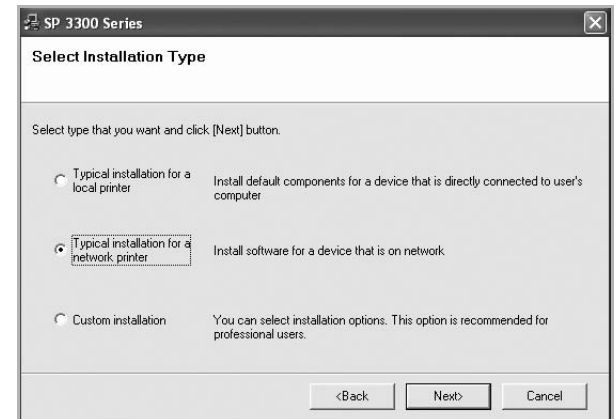 SP 3300 Series
Select Installation Type
Select type that you want and click [Next] button.
Typical installation for a
local printer
Install default components for a device that is directly connected to user's
computer
Typical installation for a
network printer
Install software for a device that is on network
Custom installation
You can select installation options. This option is recommended for
professional users.
<Back
Next>
Cancel